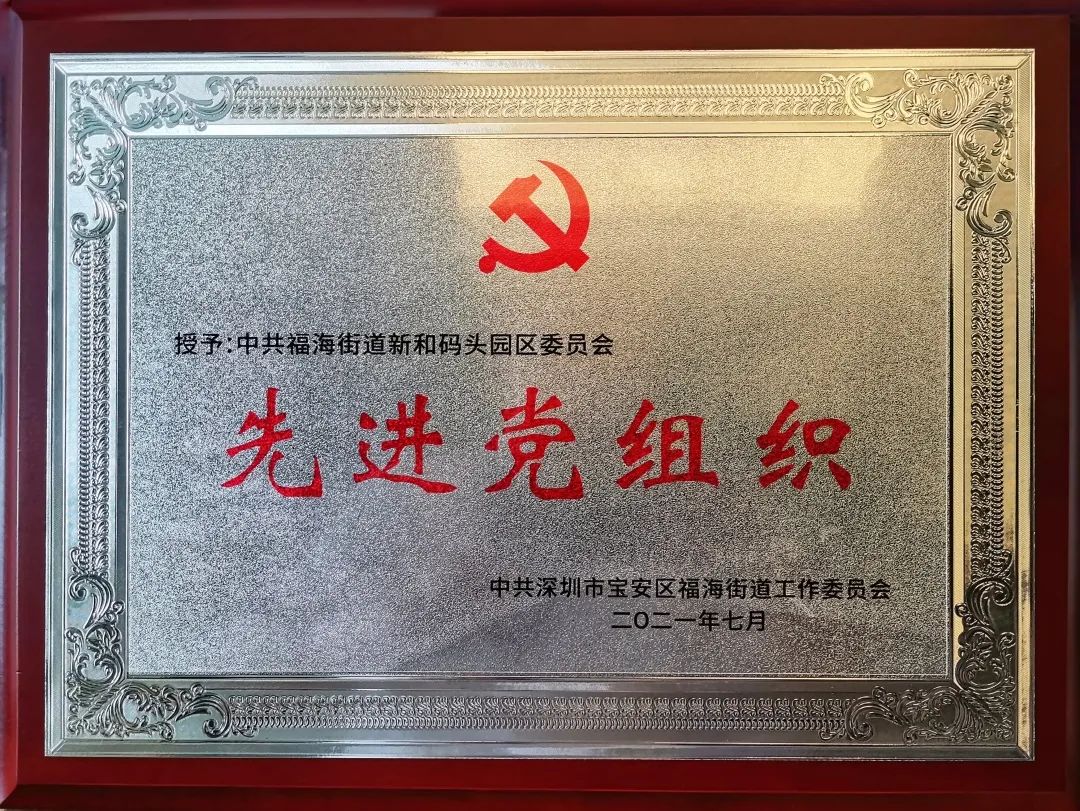 授予:中共福海街道新和码头园区委员会
先进党组织
中共深圳市宝安区福海街道工作委员会
二〇二一年七月